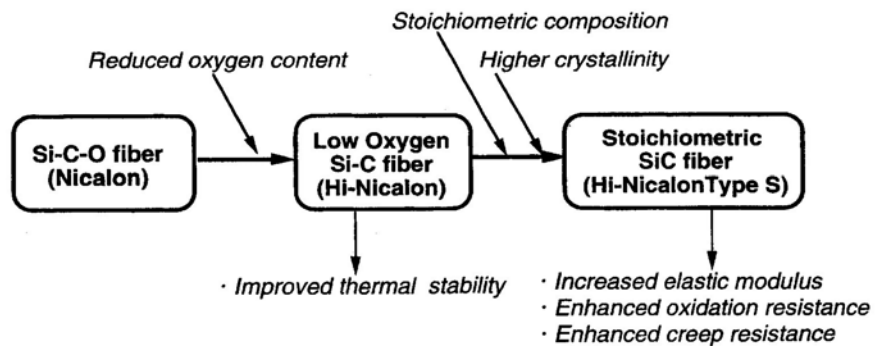 Stoichiometric composition
Reduced oxygen content
Higher crystallinity
Si-C-O fiber
(Nicalon)
Low Oxygen
Si-C fiber
(Hi-Nicalon)
Stoichiometric
SiC fiber
(Hi-NicalonType S)
· Improved thermal stability
· Increased elastic modulus
· Enhanced oxidation resistance
· Enhanced creep resistance